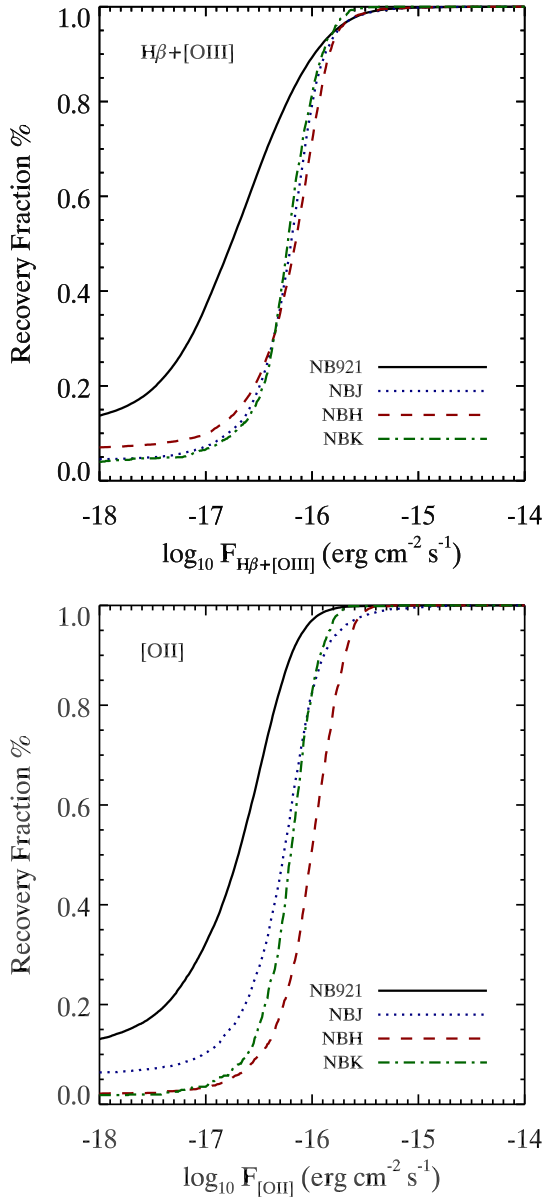 Hβ+[OIII]
Recovery Fraction %
1.0
0.8
0.6
0.4
0.2
0.0
NB921
NBJ
NBH
NBK
-18 -17 -16 -15 -14
log₁₀ F_Hβ+[OIII] (erg cm⁻² s⁻¹)
[OII]
Recovery Fraction %
1.0
0.8
0.6
0.4
0.2
0.0
NB921
NBJ
NBH
NBK
-18 -17 -16 -15 -14
log₁₀ F_[OII] (erg cm⁻² s⁻¹)